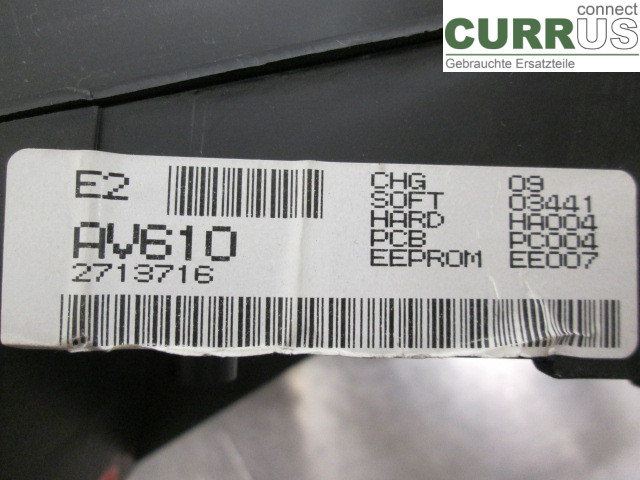 connect
CURRUS
Gebrauchte Ersatzteile
E2
AV610
2713716
CHG 09
SOFT 03441
HARD HA004
PCB PC004
EEPROM EE007